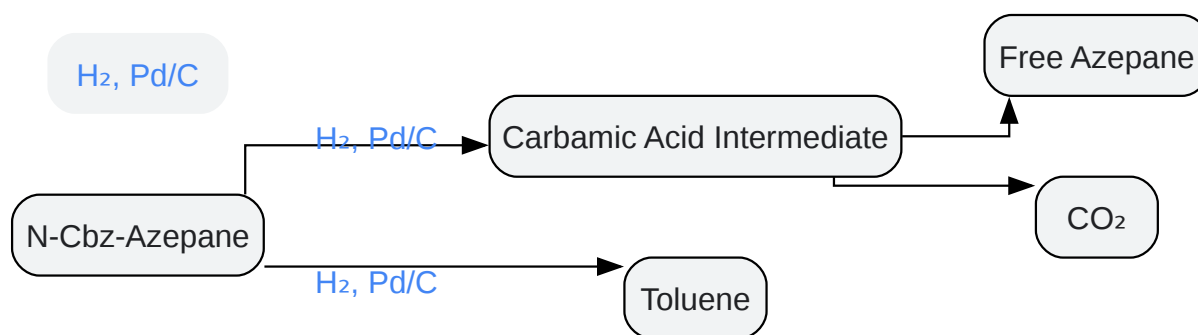 Free Azepane
H₂, Pd/C
H₂, Pd/C
Carbamic Acid Intermediate
CO₂
N-Cbz-Azepane
H₂, Pd/C
Toluene